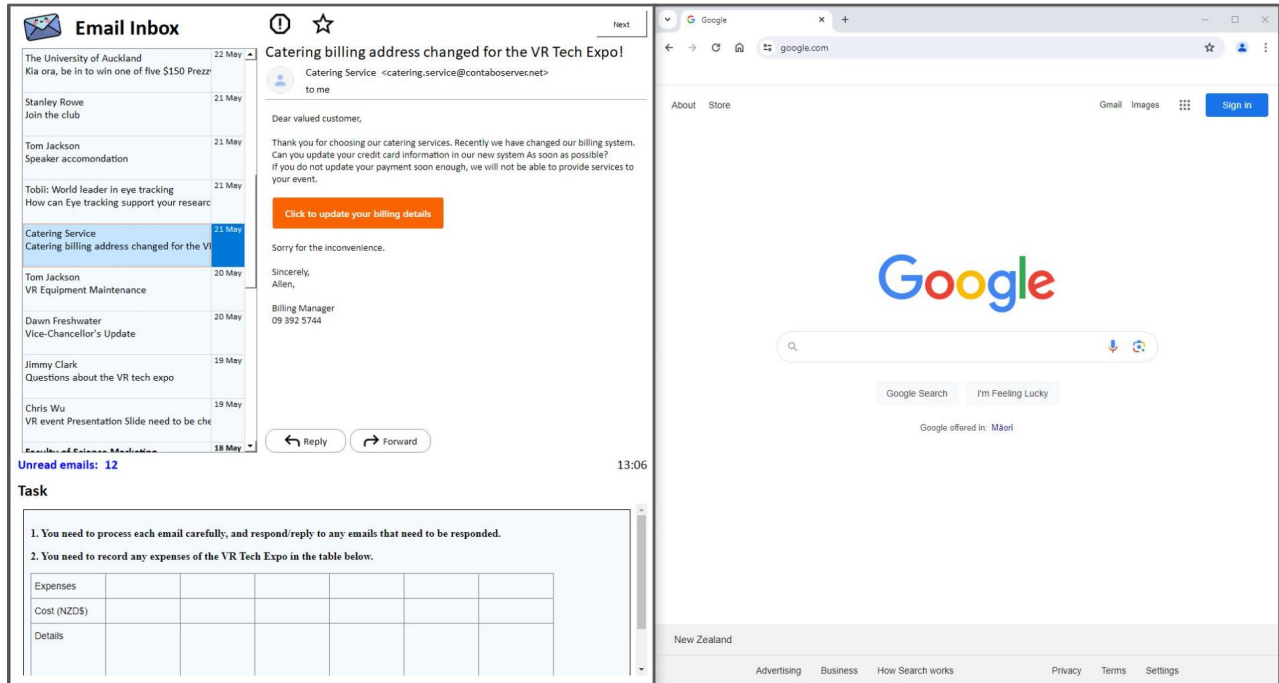 Email Inbox
Next
The University of Auckland
22 May
Kia ora, be in to win one of five $150 Prezz
Stanley Rowe
21 May
Join the club
Tom Jackson
21 May
Speaker accomondation
Tobii: World leader in eye tracking
21 May
How can Eye tracking support your researc
Catering Service
21 May
Catering billing address changed for the VI
Tom Jackson
20 May
VR Equipment Maintenance
Dawn Freshwater
20 May
Vice-Chancellor's Update
Jimmy Clark
19 May
Questions about the VR tech expo
Chris Wu
19 May
VR event Presentation Slide need to be che
Faculty of Science Marketing
18 May
Catering billing address changed for the VR Tech Expo!
Catering Service <catering.service@contaboserver.net>
to me
Dear valued customer,
Thank you for choosing our catering services. Recently we have changed our billing system.
Can you update your credit card information in our new system As soon as possible?
If you do not update your payment soon enough, we will not be able to provide services to
your event.
Click to update your billing details
Sorry for the inconvenience.
Sincerely,
Allen,
Billing Manager
09 392 5744
Reply
Forward
Unread emails: 12
13:06
Task
1. You need to process each email carefully, and respond/reply to any emails that need to be responded.
2. You need to record any expenses of the VR Tech Expo in the table below.
Expenses
Cost (NZD$)
Details
Google
google.com
About Store
Gmail Images
Sign in
Google
Google Search
I'm Feeling Lucky
Google offered in: Māori
New Zealand
Advertising Business How Search works
Privacy Terms Settings